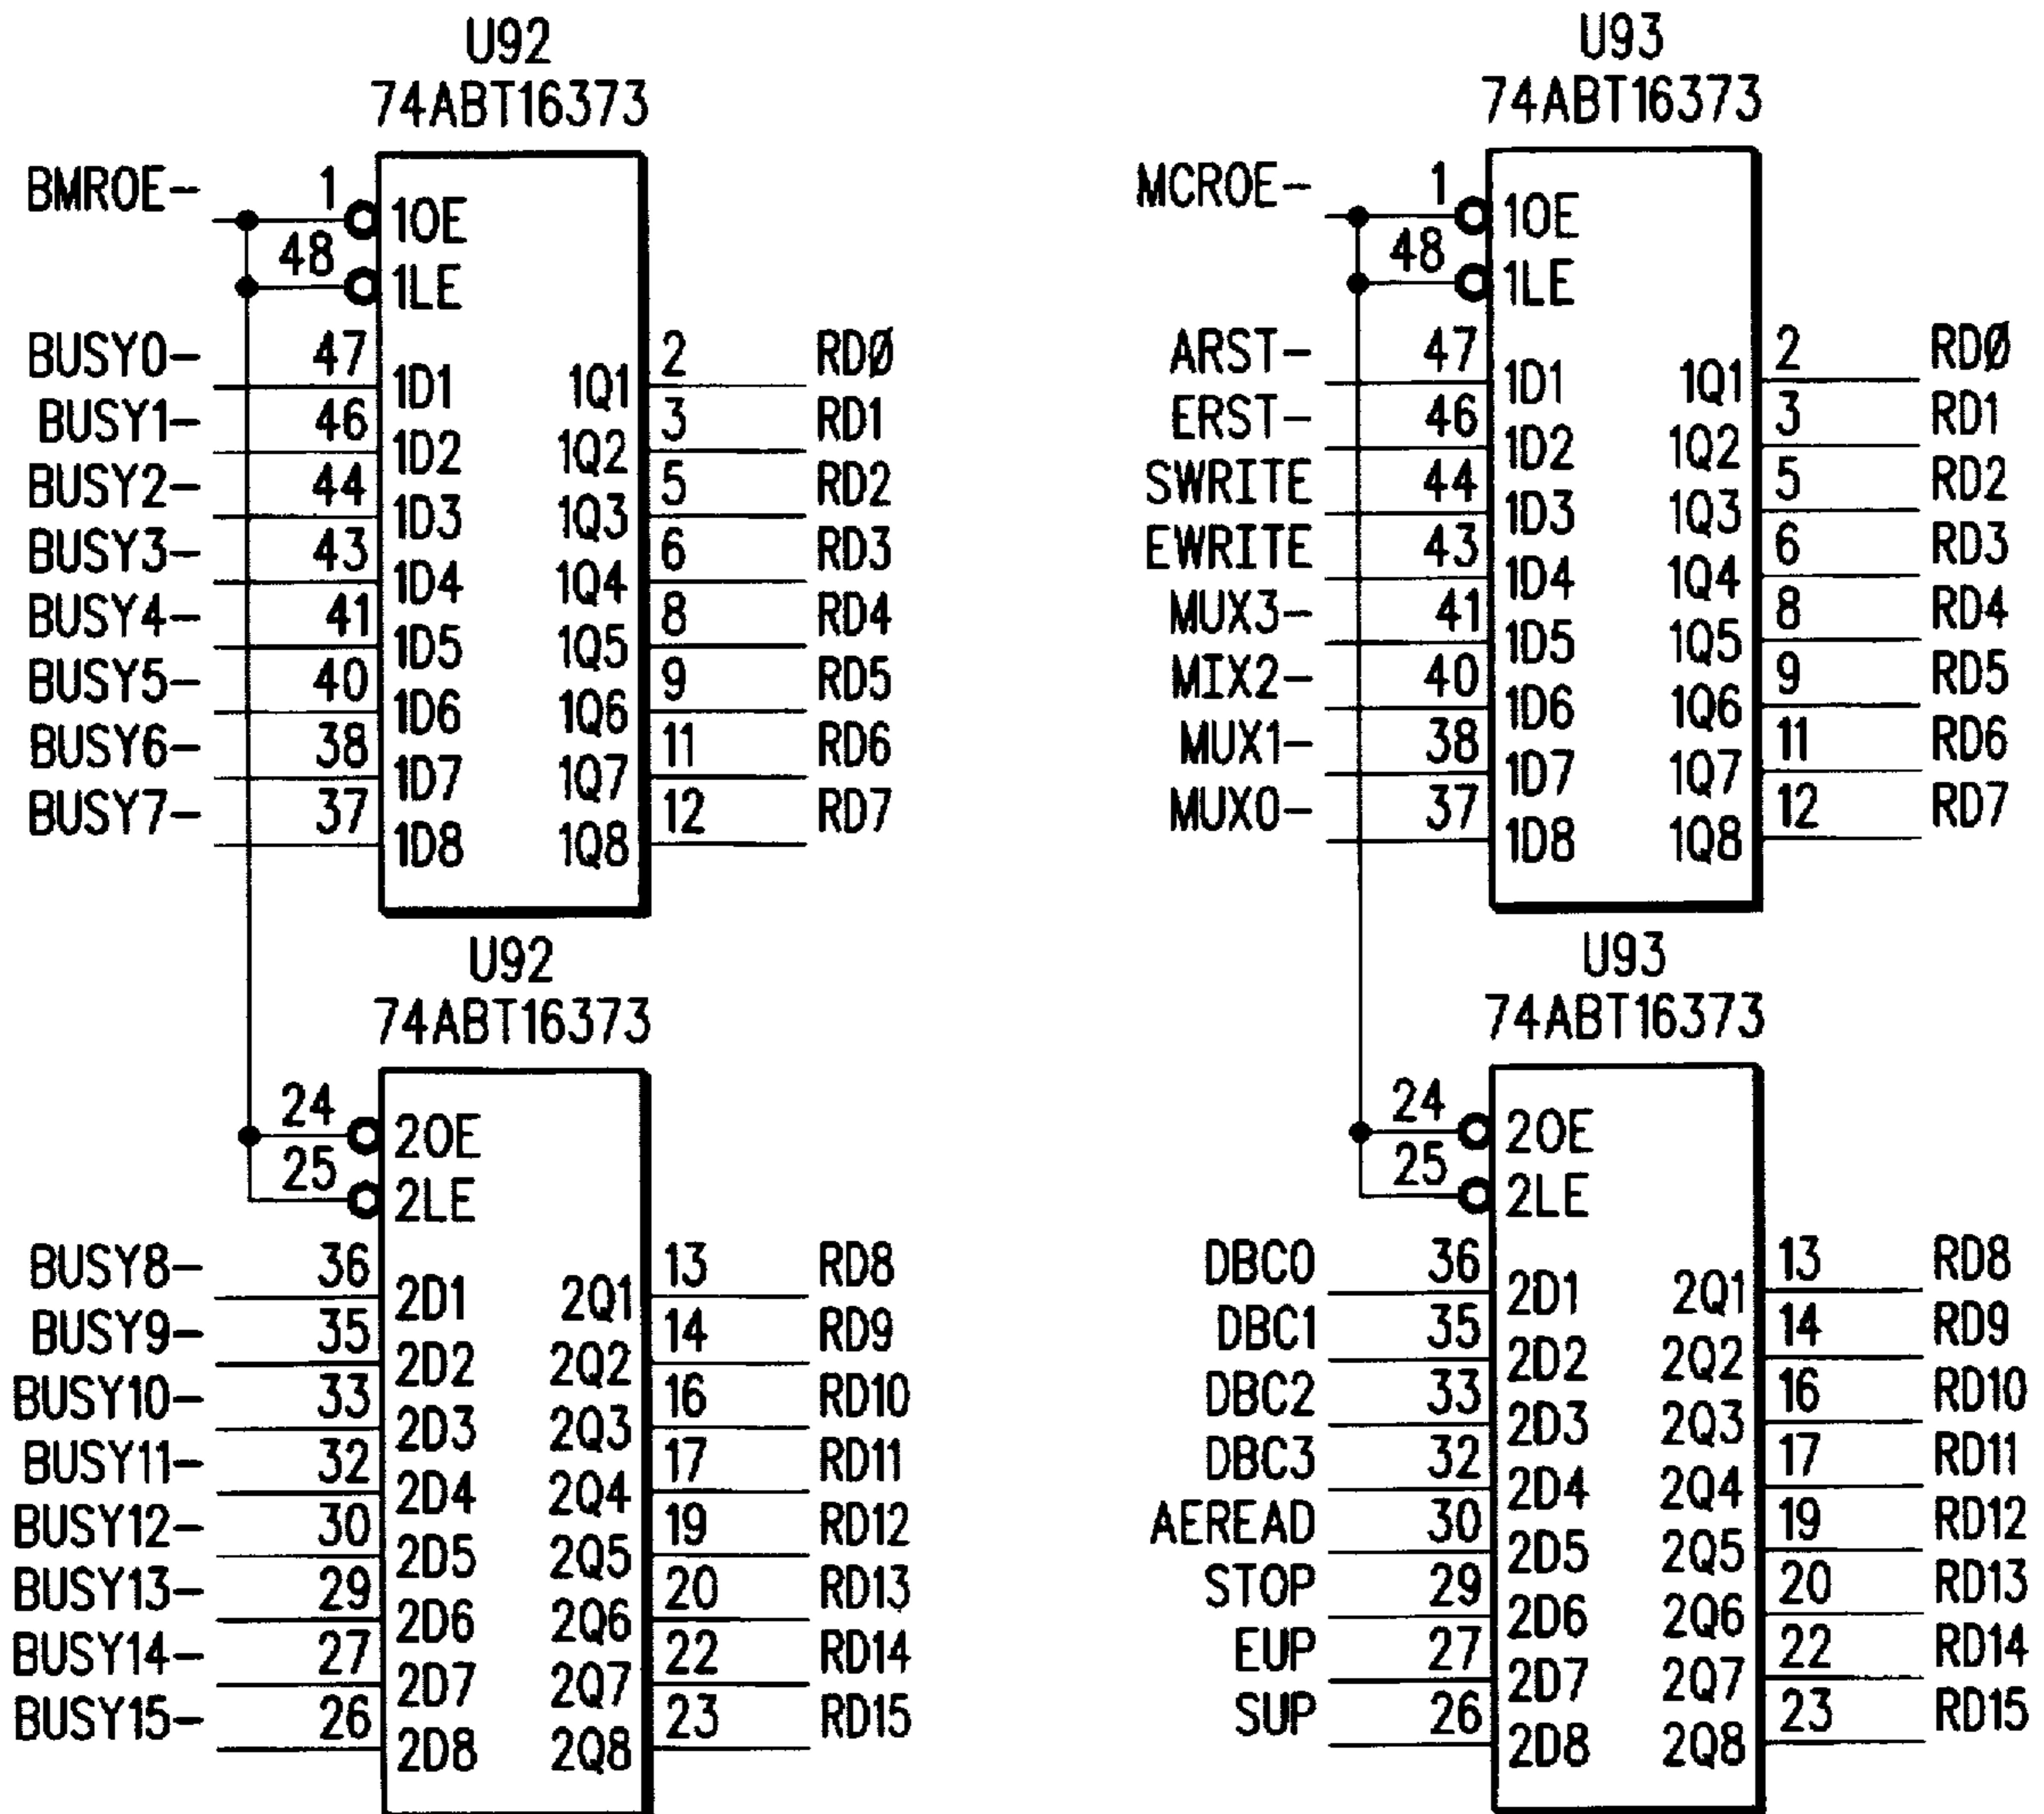 U92
74ABT16373
BMROE- 1 1OE
48 1LE
BUSY0- 47 1D1 1Q1 2 RDØ
BUSY1- 46 1D2 1Q2 3 RD1
BUSY2- 44 1D3 1Q3 5 RD2
BUSY3- 43 1D4 1Q4 6 RD3
BUSY4- 41 1D5 1Q5 8 RD4
BUSY5- 40 1D6 1Q6 9 RD5
BUSY6- 38 1D7 1Q7 11 RD6
BUSY7- 37 1D8 1Q8 12 RD7
U92
74ABT16373
24 2OE
25 2LE
BUSY8- 36 2D1 2Q1 13 RD8
BUSY9- 35 2D2 2Q2 14 RD9
BUSY10- 33 2D3 2Q3 16 RD10
BUSY11- 32 2D4 2Q4 17 RD11
BUSY12- 30 2D5 2Q5 19 RD12
BUSY13- 29 2D6 2Q6 20 RD13
BUSY14- 27 2D7 2Q7 22 RD14
BUSY15- 26 2D8 2Q8 23 RD15
U93
74ABT16373
MCROE- 1 1OE
48 1LE
ARST- 47 1D1 1Q1 2 RDØ
ERST- 46 1D2 1Q2 3 RD1
SWRITE 44 1D3 1Q3 5 RD2
EWRITE 43 1D4 1Q4 6 RD3
MUX3- 41 1D5 1Q5 8 RD4
MIX2- 40 1D6 1Q6 9 RD5
MUX1- 38 1D7 1Q7 11 RD6
MUX0- 37 1D8 1Q8 12 RD7
U93
74ABT16373
24 2OE
25 2LE
DBC0 36 2D1 2Q1 13 RD8
DBC1 35 2D2 2Q2 14 RD9
DBC2 33 2D3 2Q3 16 RD10
DBC3 32 2D4 2Q4 17 RD11
AEREAD 30 2D5 2Q5 19 RD12
STOP 29 2D6 2Q6 20 RD13
EUP 27 2D7 2Q7 22 RD14
SUP 26 2D8 2Q8 23 RD15